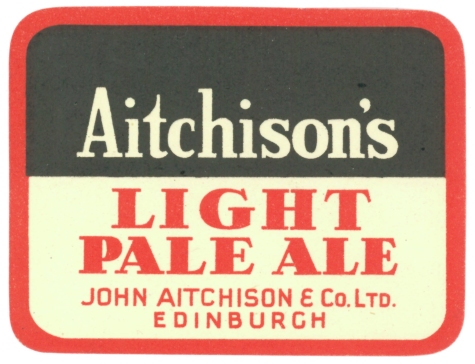 Aitchison's
LIGHT
PALE ALE
JOHN AITCHISON & Co. LTD.
EDINBURGH